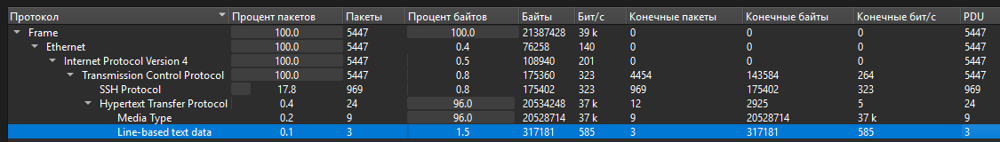 Протокол Процент пакетов Пакеты Процент байтов Байты Бит/с Конечные пакеты Конечные байты Конечные бит/с PDU
Frame 100.0 5447 100.0 21387428 39 k 0 0 0 5447
Ethernet 100.0 5447 0.4 76258 140 0 0 0 5447
Internet Protocol Version 4 100.0 5447 0.5 108940 201 0 0 0 5447
Transmission Control Protocol 100.0 5447 0.8 175360 323 4454 143584 264 5447
SSH Protocol 17.8 969 0.8 175402 323 969 175402 323 969
Hypertext Transfer Protocol 0.4 24 96.0 20534248 37 k 12 2925 5 24
Media Type 0.2 9 96.0 20528714 37 k 9 20528714 37 k 9
Line-based text data 0.1 3 1.5 317181 585 3 317181 585 3